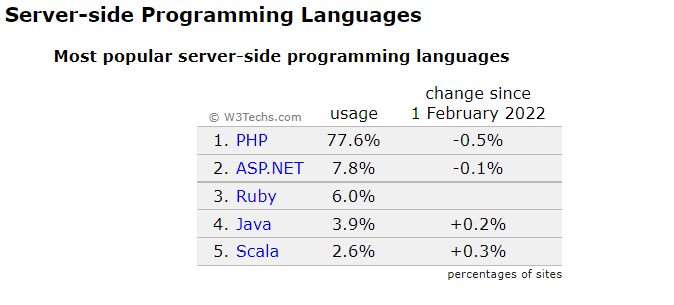 Server-side Programming Languages
Most popular server-side programming languages
© W3Techs.com usage change since 1 February 2022
1. PHP 77.6% -0.5%
2. ASP.NET 7.8% -0.1%
3. Ruby 6.0%
4. Java 3.9% +0.2%
5. Scala 2.6% +0.3%
percentages of sites